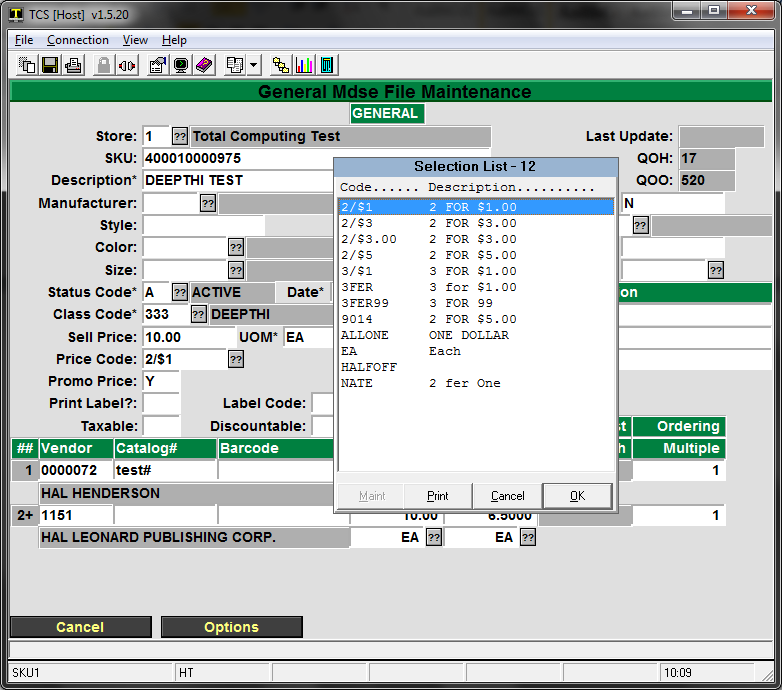 TCS [Host]  v1.5.20
File Connection View Help
General Mdse File Maintenance
GENERAL
Store: 1 ?? Total Computing Test Last Update:
SKU: 400010000975 QOH: 17
Description* DEEPTHI TEST QOO: 520
Manufacturer: ?? N
Style: ??
Color: ??
Size: ?? ??
Status Code* A ?? ACTIVE Date* on
Class Code* 333 ?? DEEPTHI
Sell Price: 10.00 UOM* EA
Price Code: 2/$1 ??
Promo Price: Y
Print Label?: Label Code:
Taxable: Discountable: st Ordering
## Vendor Catalog# Barcode h Multiple
1 0000072 test# 1
HAL HENDERSON
2+ 1151 10.00 6.5000 1
HAL LEONARD PUBLISHING CORP. EA ?? EA ??
Selection List - 12
Code...... Description..........
2/$1 2 FOR $1.00
2/$3 2 FOR $3.00
2/$3.00 2 FOR $3.00
2/$5 2 FOR $5.00
3/$1 3 FOR $1.00
3FER 3 for $1.00
3FER99 3 FOR 99
9014 2 FOR $5.00
ALLONE ONE DOLLAR
EA Each
HALFOFF
NATE 2 fer One
Maint Print Cancel OK
Cancel Options
SKU1 HT 10:09